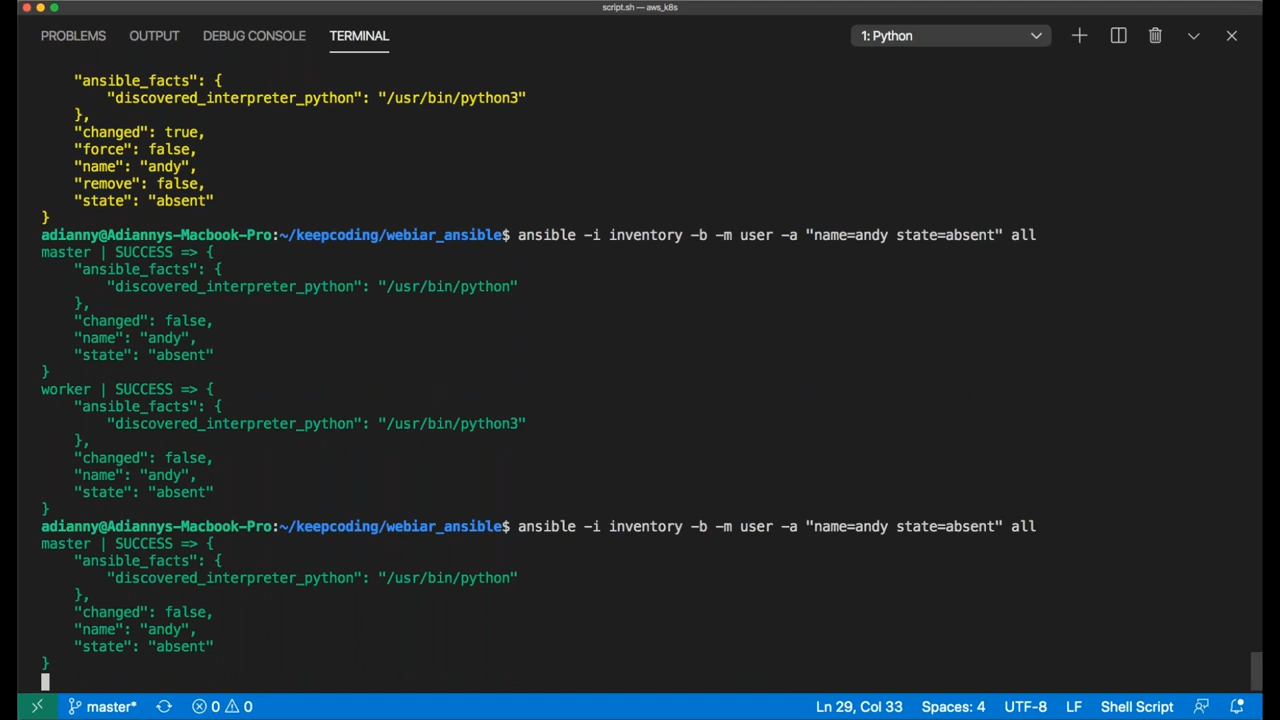 script.sh — aws_k8s
PROBLEMS OUTPUT DEBUG CONSOLE TERMINAL 1: Python
"ansible_facts": {
"discovered_interpreter_python": "/usr/bin/python3"
},
"changed": true,
"force": false,
"name": "andy",
"remove": false,
"state": "absent"
}
adianny@Adiannys-Macbook-Pro:~/keepcoding/webiar_ansible$ ansible -i inventory -b -m user -a "name=andy state=absent" all
master | SUCCESS => {
"ansible_facts": {
"discovered_interpreter_python": "/usr/bin/python"
},
"changed": false,
"name": "andy",
"state": "absent"
}
worker | SUCCESS => {
"ansible_facts": {
"discovered_interpreter_python": "/usr/bin/python3"
},
"changed": false,
"name": "andy",
"state": "absent"
}
adianny@Adiannys-Macbook-Pro:~/keepcoding/webiar_ansible$ ansible -i inventory -b -m user -a "name=andy state=absent" all
master | SUCCESS => {
"ansible_facts": {
"discovered_interpreter_python": "/usr/bin/python"
},
"changed": false,
"name": "andy",
"state": "absent"
}
master* 0 0 Ln 29, Col 33 Spaces: 4 UTF-8 LF Shell Script